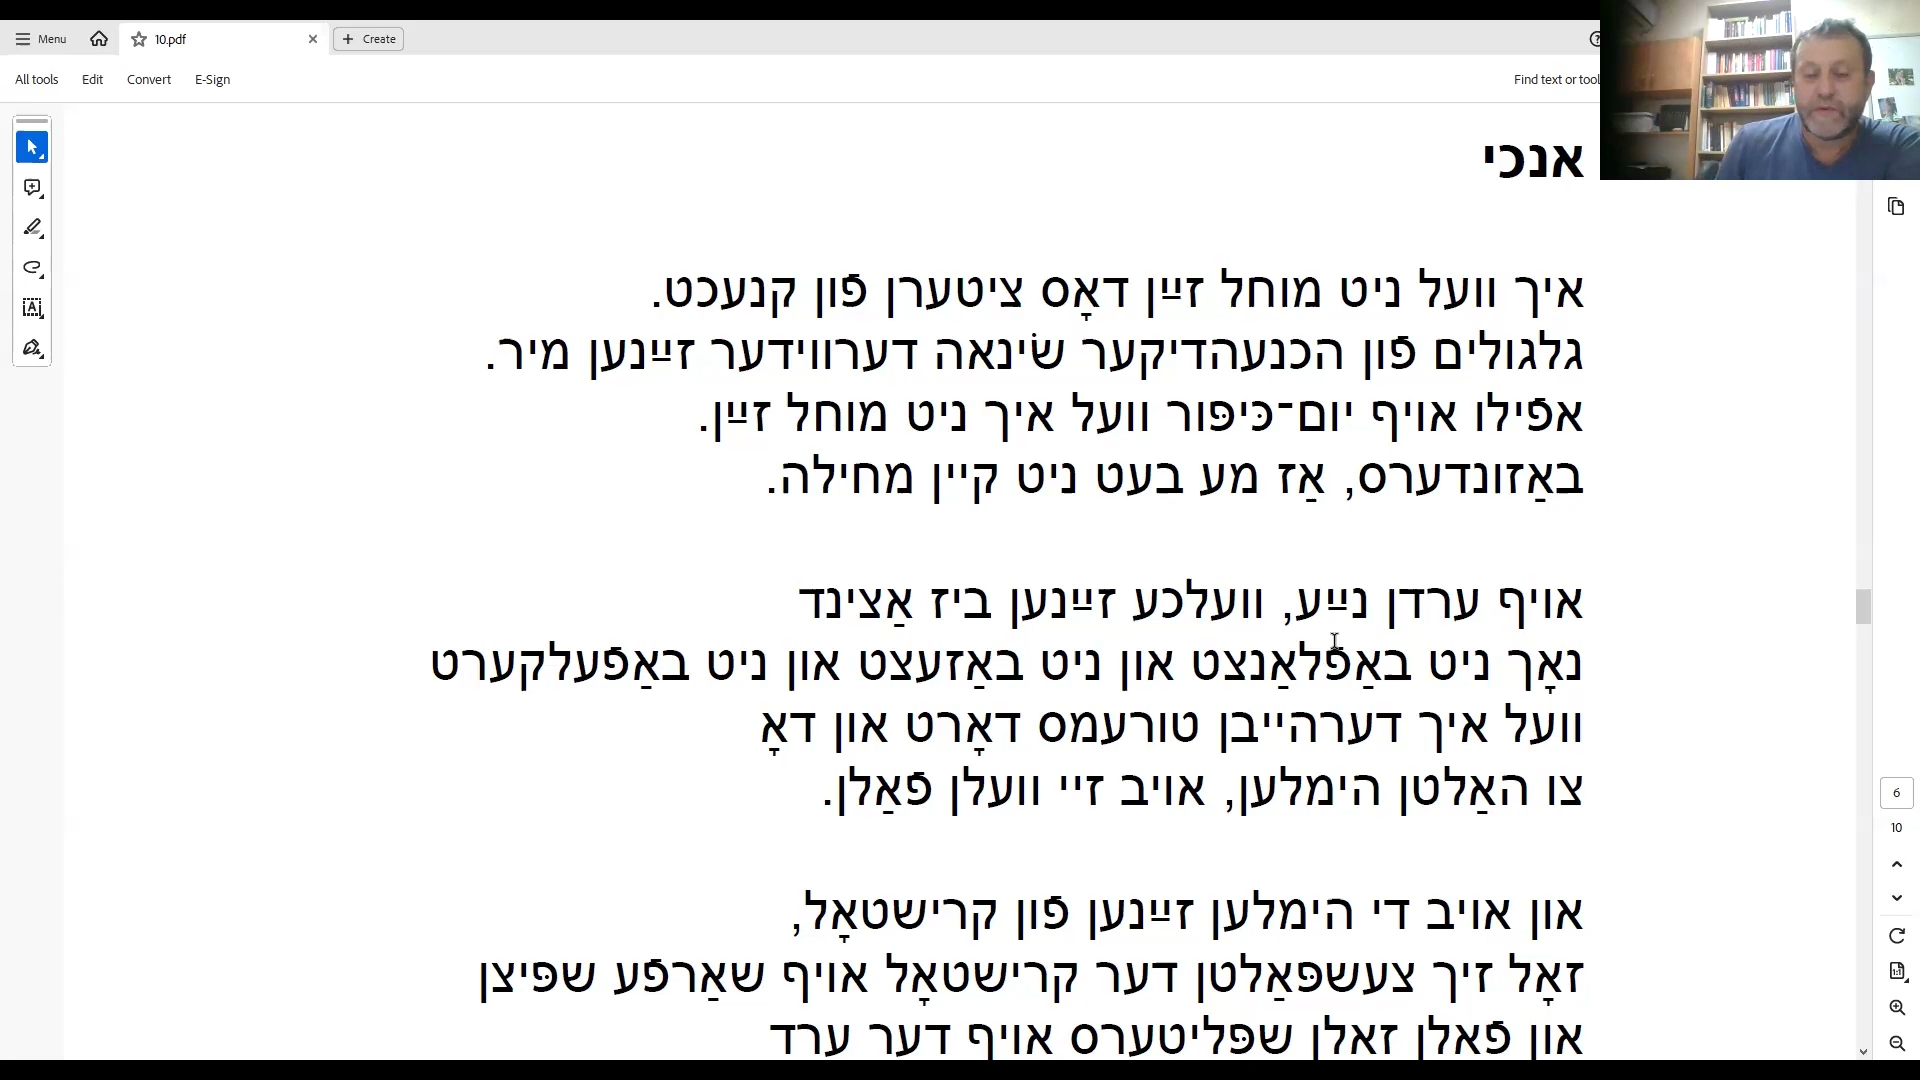 Menu
10.pdf
Create
All tools
Edit
Convert
E-Sign
Find text or tool
אנכי
איך וועל ניט מוחל זײַן דאָס ציטערן פֿון קנעכט.
גלגולים פֿון הכנעהדיקער שׂינאה דערווידער זײַנען מיר.
אפֿילו אויף יום־כּיפּור וועל איך ניט מוחל זײַן.
באַזונדערס, אַז מע בעט ניט קיין מחילה.
אויף ערדן נײַע, וועלכע זײַנען ביז אַצינד
נאָך ניט באַפֿלאַנצט און ניט באַזעצט און ניט באַפֿעלקערט
וועל איך דערהייבן טורעמס דאָרט און דאָ
צו האַלטן הימלען, אויב זיי וועלן פֿאַלן.
און אויב די הימלען זײַנען פֿון קרישטאָל,
זאָל זיך צעשפּאַלטן דער קרישטאָל אויף שאַרפֿע שפּיצן
און פֿאַלן זאלן שפּליטערס אויף דער ערד
6
10